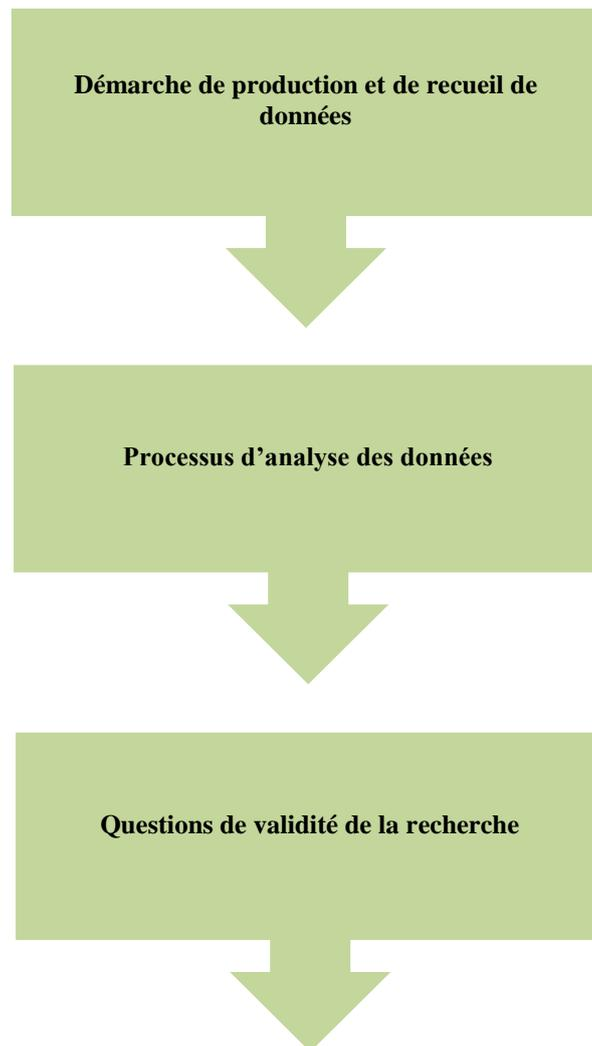 Démarche de production et de recueil de
données
Processus d’analyse des données
Questions de validité de la recherche